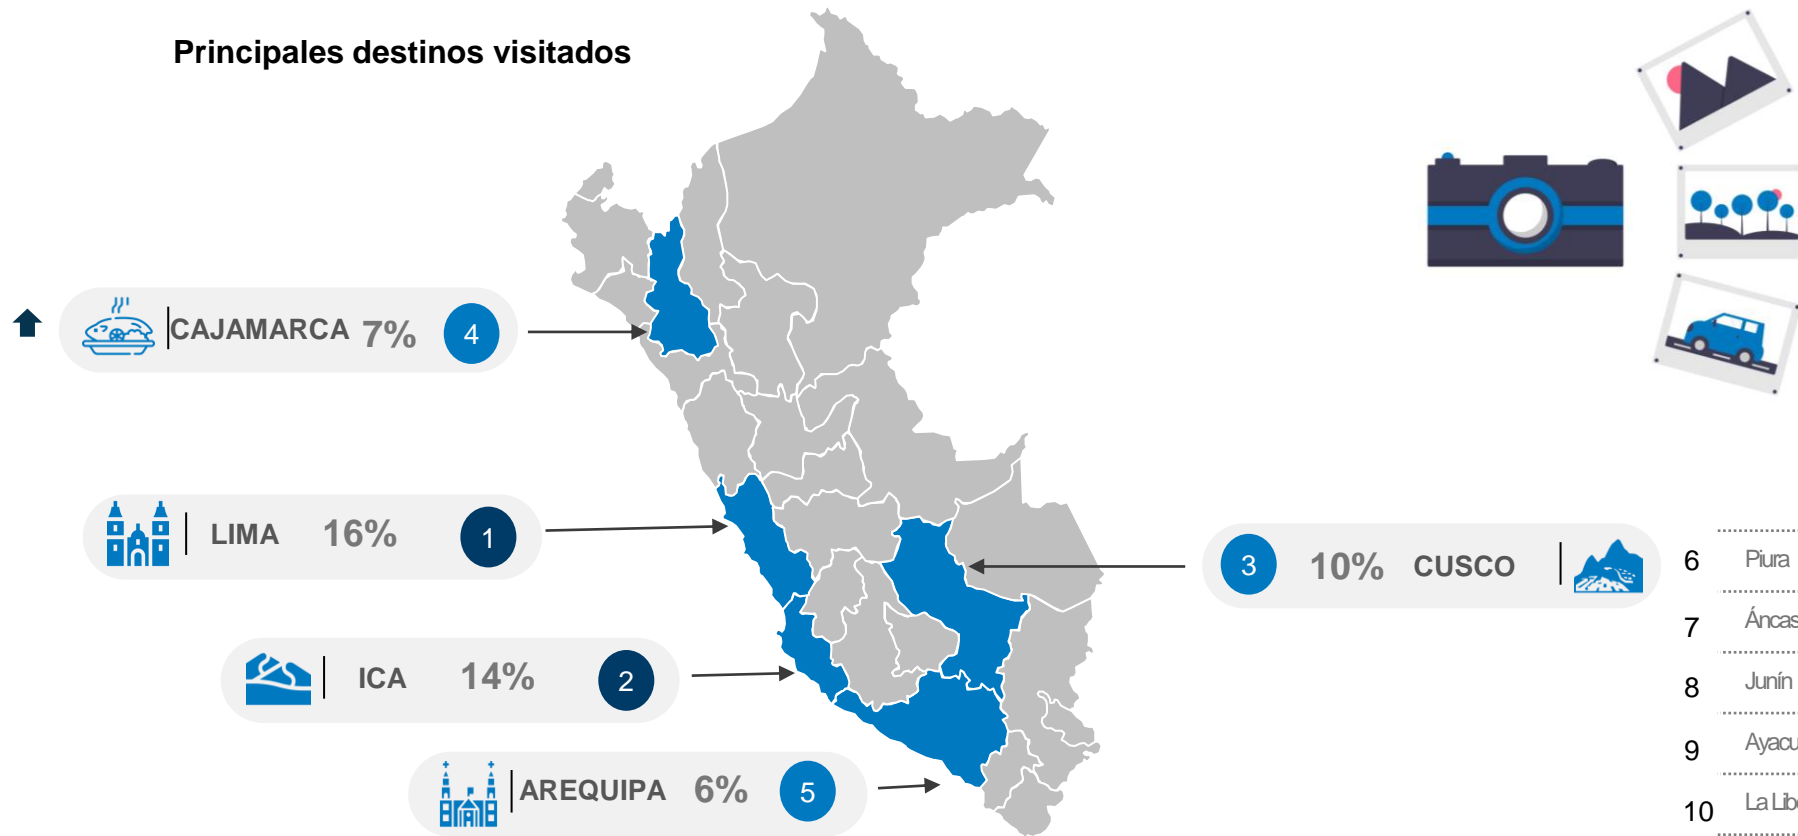 Principales destinos visitados
CAJAMARCA 7% 4
LIMA 16% 1
3 10% CUSCO
ICA 14% 2
AREQUIPA 6% 5
6 Piura
7
8 Junín
9
10 La